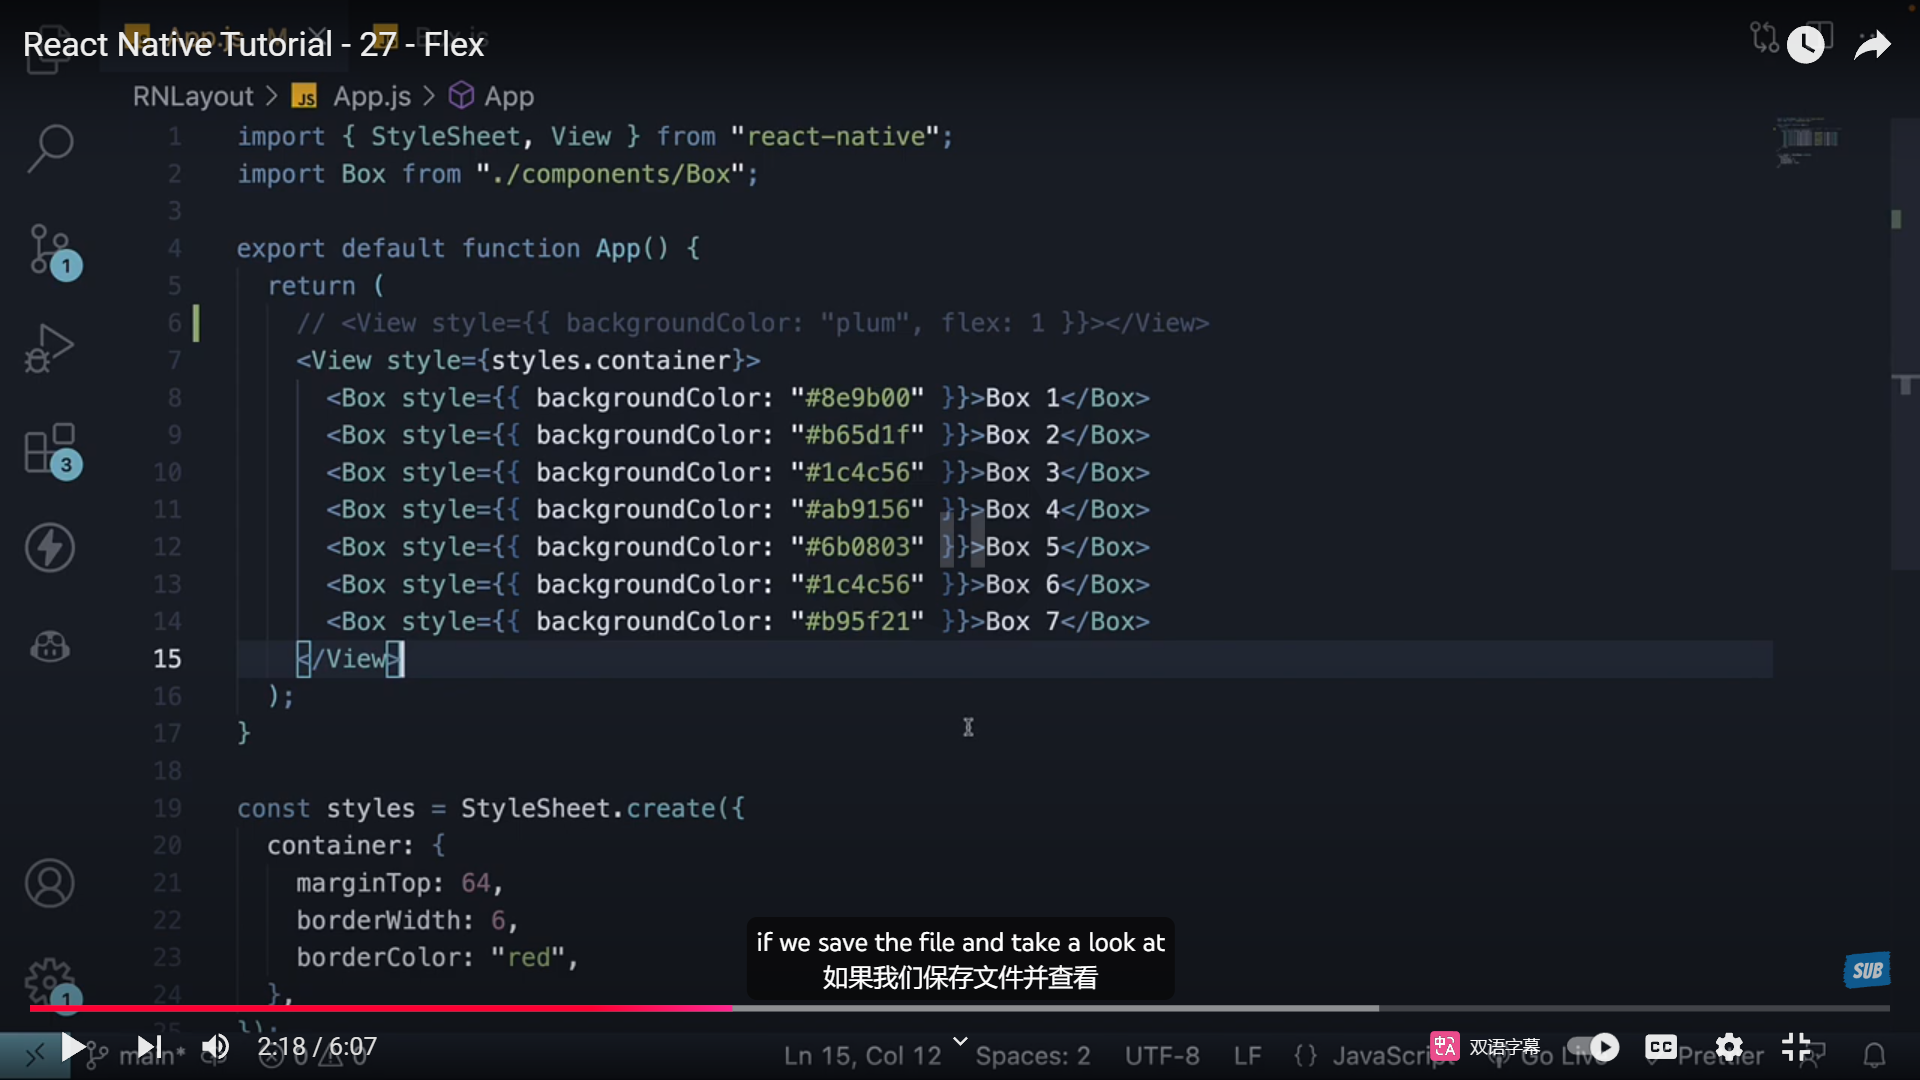 React Native Tutorial - 27 - Flex
RNLayout > JS App.js > App
1 import { StyleSheet, View } from "react-native";
2 import Box from "./components/Box";
3
4 export default function App() {
5 return (
6 // <View style={{ backgroundColor: "plum", flex: 1 }}></View>
7 <View style={styles.container}>
8 <Box style={{ backgroundColor: "#8e9b00" }}>Box 1</Box>
9 <Box style={{ backgroundColor: "#b65d1f" }}>Box 2</Box>
10 <Box style={{ backgroundColor: "#1c4c56" }}>Box 3</Box>
11 <Box style={{ backgroundColor: "#ab9156" }}>Box 4</Box>
12 <Box style={{ backgroundColor: "#6b0803" }}>Box 5</Box>
13 <Box style={{ backgroundColor: "#1c4c56" }}>Box 6</Box>
14 <Box style={{ backgroundColor: "#b95f21" }}>Box 7</Box>
15 </View>
16 );
17 }
18
19 const styles = StyleSheet.create({
20 container: {
21 marginTop: 64,
22 borderWidth: 6,
23 borderColor: "red",
24 },
25 });
1
3
1
if we save the file and take a look at
如果我们保存文件并查看
SUB
main* 2:18 / 6:07 Ln 15, Col 12 Spaces: 2 UTF-8 LF {} JavaScript 双语字幕 Go Live CC Prettier